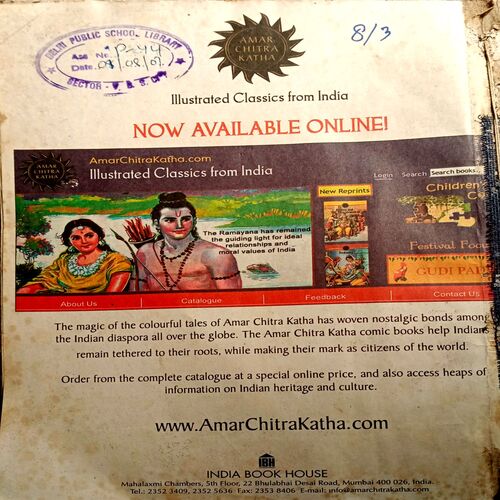 DELHI PUBLIC SCHOOL LIBRARY
Acc No. P-44
Date. 08/08/07
SECTOR - V. B. S. City
8/3
AMAR
CHITRA
KATHA
Illustrated Classics from India
NOW AVAILABLE ONLINE!
AMAR
CHITRA
KATHA
AmarChitraKatha.com
Illustrated Classics from India
Login Search Search books
New Reprints
The Ramayana has remained
the guiding light for ideal
relationships and
moral values of India
Festival
GUDI
About Us Catalogue Feedback Contact Us
The magic of the colourful tales of Amar Chitra Katha has woven nostalgic bonds among
the Indian diaspora all over the globe. The Amar Chitra Katha comic books help Indians
remain tethered to their roots, while making their mark as citizens of the world.
Order from the complete catalogue at a special online price, and also access heaps of
information on Indian heritage and culture.
www.AmarChitraKatha.com
IBH
INDIA BOOK HOUSE
Mahalaxmi Chambers, 5th Floor, 22 Bhulabhai Desai Road, Mumbai 400 026, India.
Tel.: 2352 3409, 2352 5636 Fax: 2353 8406 E-mail: info@amarchitrakatha.com